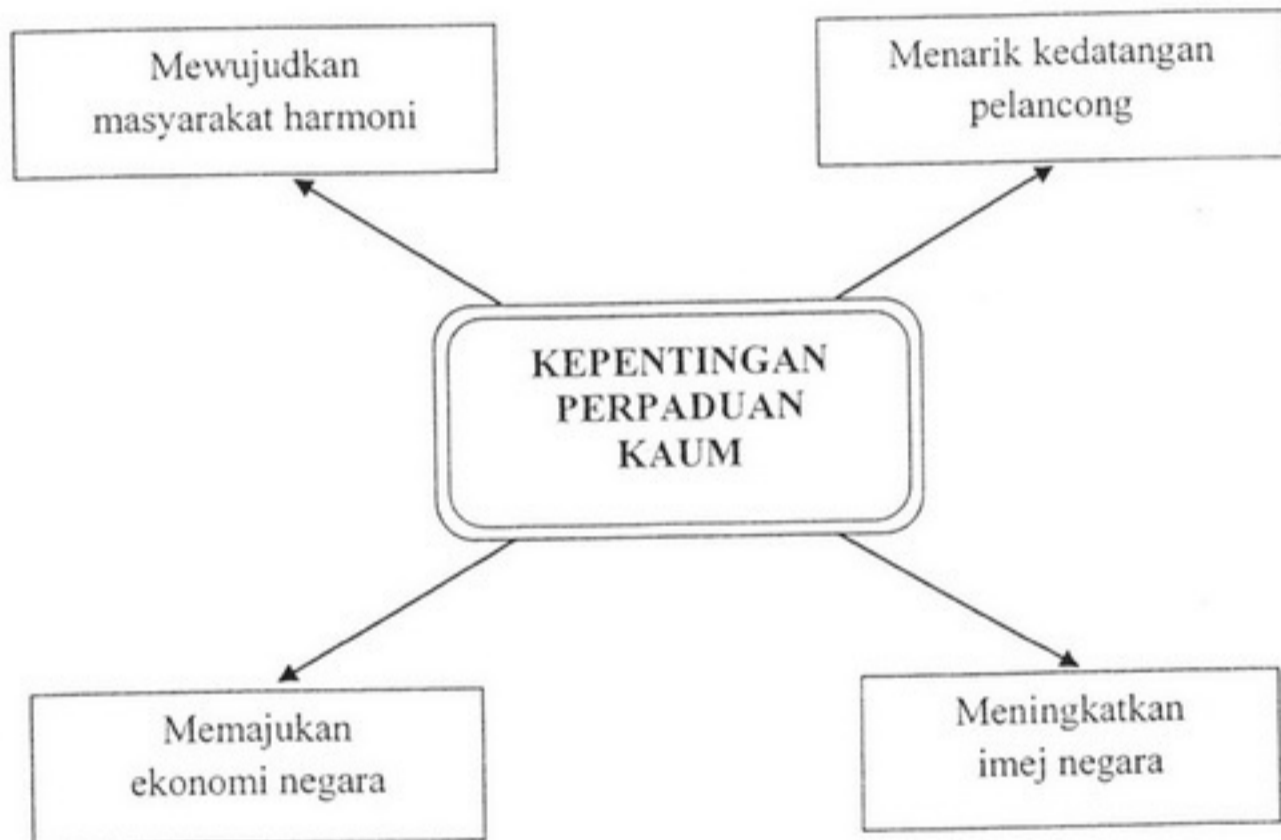 Mewujudkan
masyarakat harmoni
Menarik kedatangan
pelancong
KEPENTINGAN
PERPADUAN
KAUM
Memajukan
ekonomi negara
Meningkatkan
imej negara